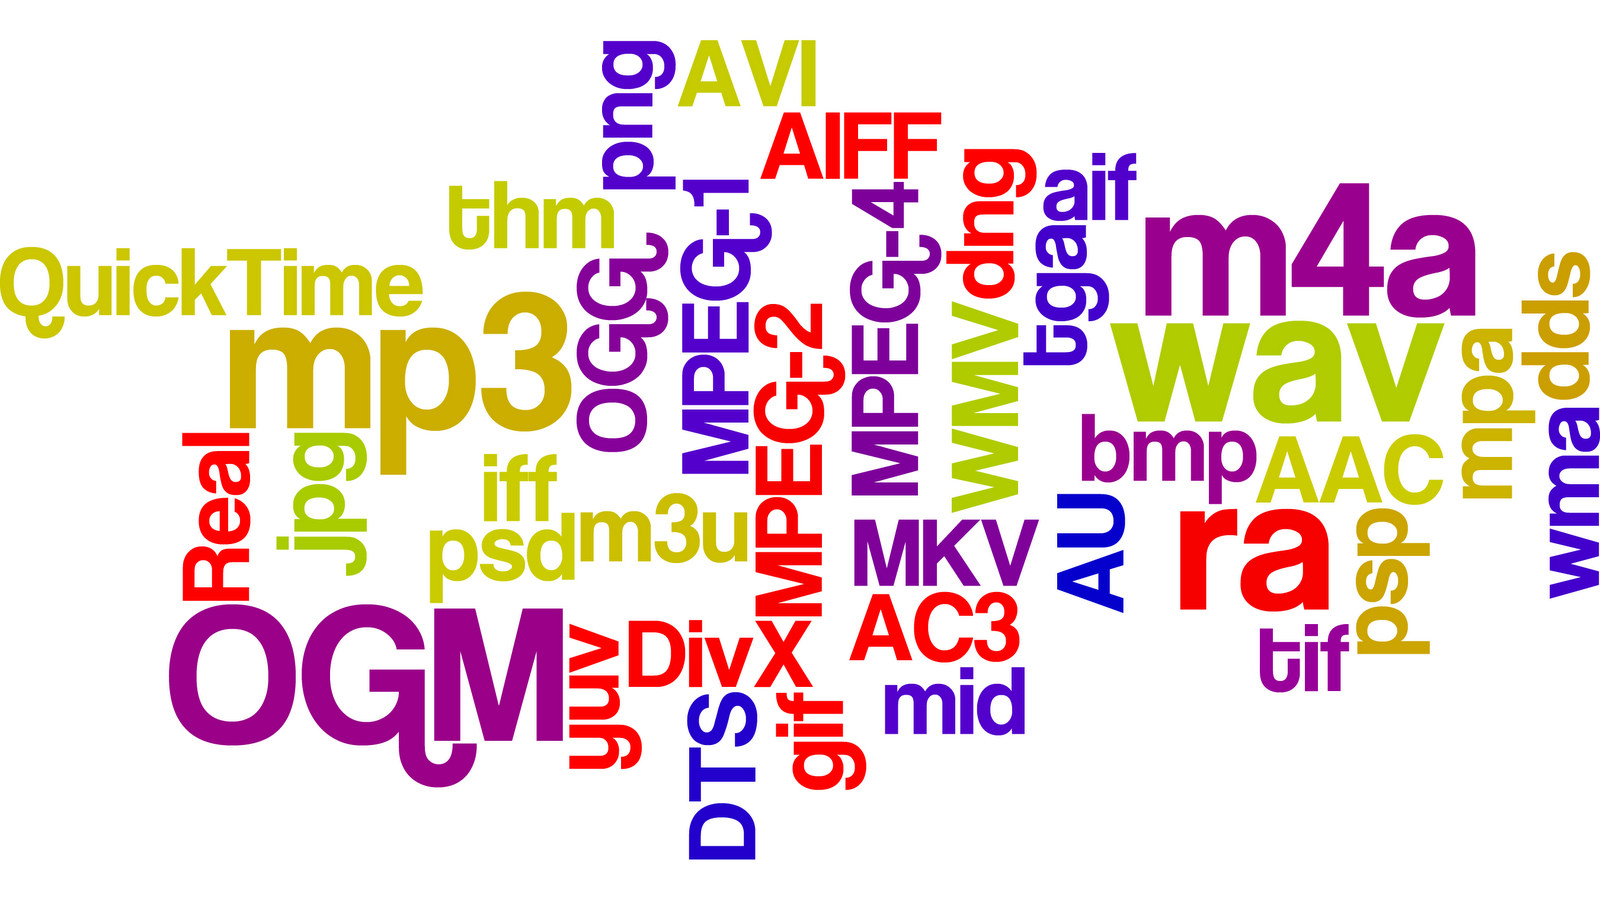 png
AVI
AIFF
thm
OGG
MPEG-1
MPEG-4
dng
aif
tga
m4a
QuickTime
mp3
MPEG-2
WMV
wav
mpa
dds
Real
jpg
iff
psd
m3u
bmp
AAC
wma
MKV
AU
ra
psp
OGM
yuv
DivX
AC3
tif
DTS
gif
mid